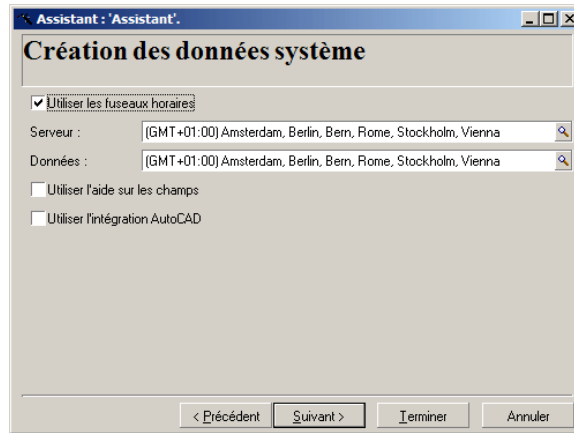 Assistant : 'Assistant'.
Création des données système
Utiliser les fuseaux horaires
Serveur : (GMT+01:00) Amsterdam, Berlin, Bern, Rome, Stockholm, Vienna
Données : (GMT+01:00) Amsterdam, Berlin, Bern, Rome, Stockholm, Vienna
Utiliser l'aide sur les champs
Utiliser l'intégration AutoCAD
< Précédent Suivant > Terminer Annuler